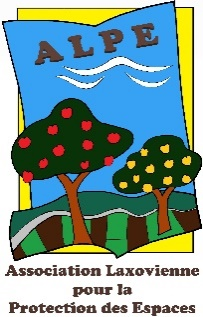 ALPE
Association Laxovienne
pour la
Protection des Espaces